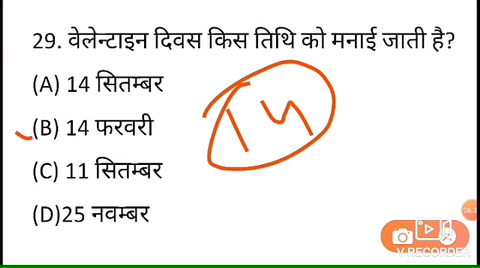 29. वेलेन्टाइन दिवस किस तिथि को मनाई जाती है?
(A) 14 सितम्बर
(B) 14 फरवरी
14
(C) 11 सितम्बर
(D)25 नवम्बर
V RECORDER